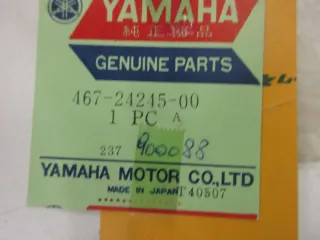 YAMAHA
純正部品
GENUINE PARTS
467-24245-00
1 PC A
237 900088
YAMAHA MOTOR CO.,LTD
MADE IN JAPAN T40507